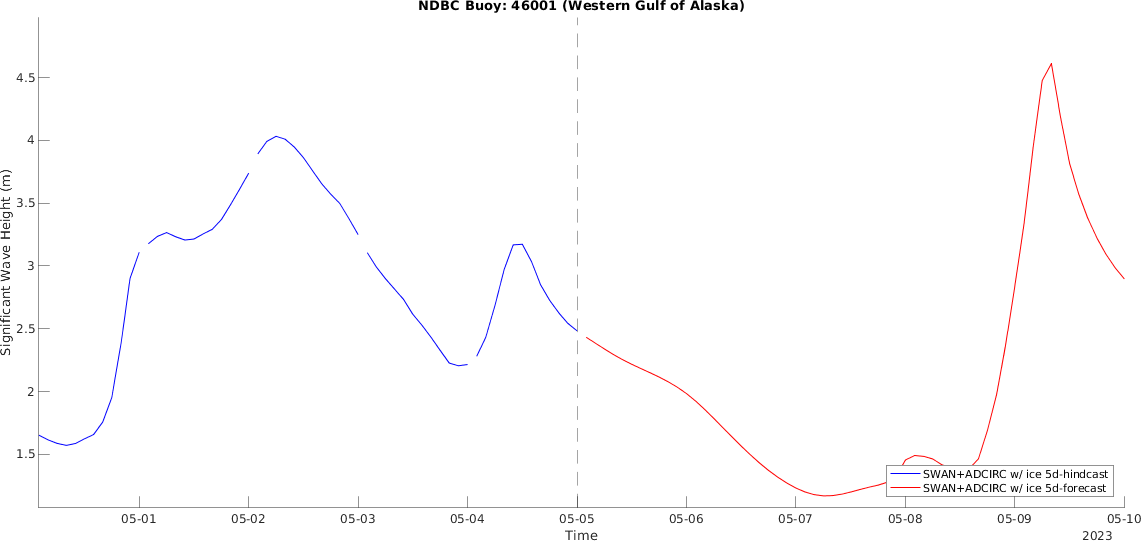 NDBC Buoy: 46001 (Western Gulf of Alaska)
Significant Wave Height (m)
4.5
4
3.5
3
2.5
2
1.5
SWAN+ADCIRC w/ ice 5d-hindcast
SWAN+ADCIRC w/ ice 5d-forecast
05-01 05-02 05-03 05-04 05-05 05-06 05-07 05-08 05-09 05-10
Time
2023